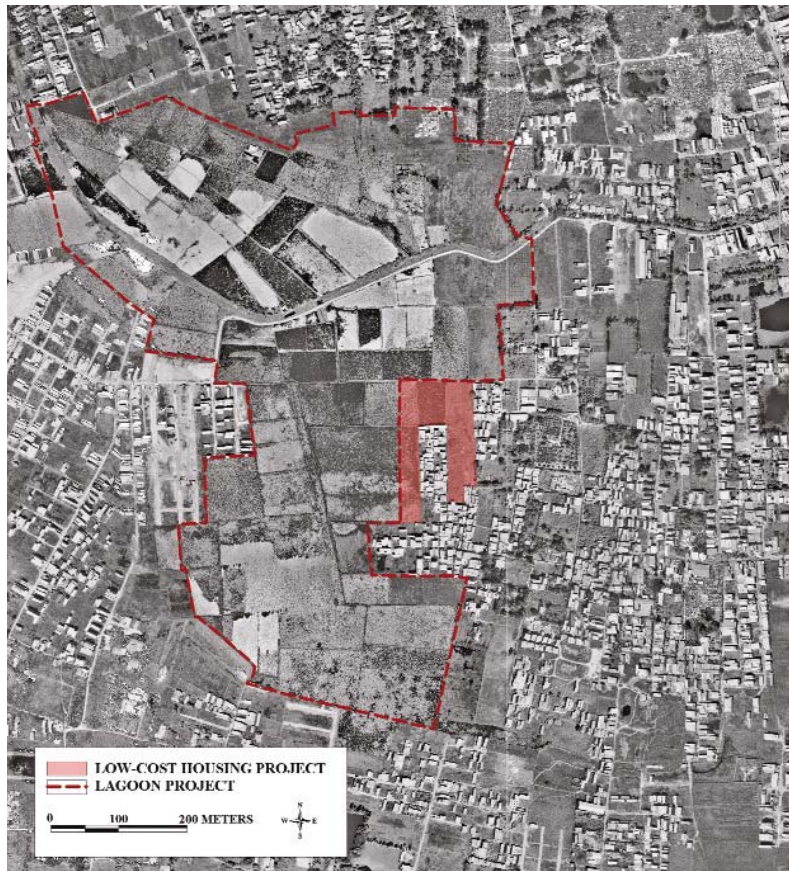 LOW-COST HOUSING PROJECT
LAGOON PROJECT
0 100 200 METERS
N
W E
S